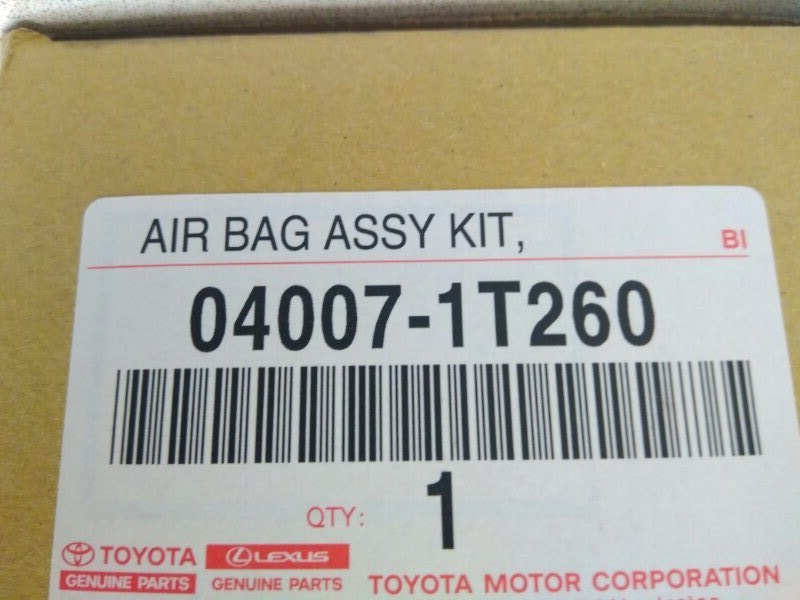 AIR BAG ASSY KIT,
BI
04007-1T260
QTY: 1
TOYOTA
GENUINE PARTS
LEXUS
GENUINE PARTS
TOYOTA MOTOR CORPORATION